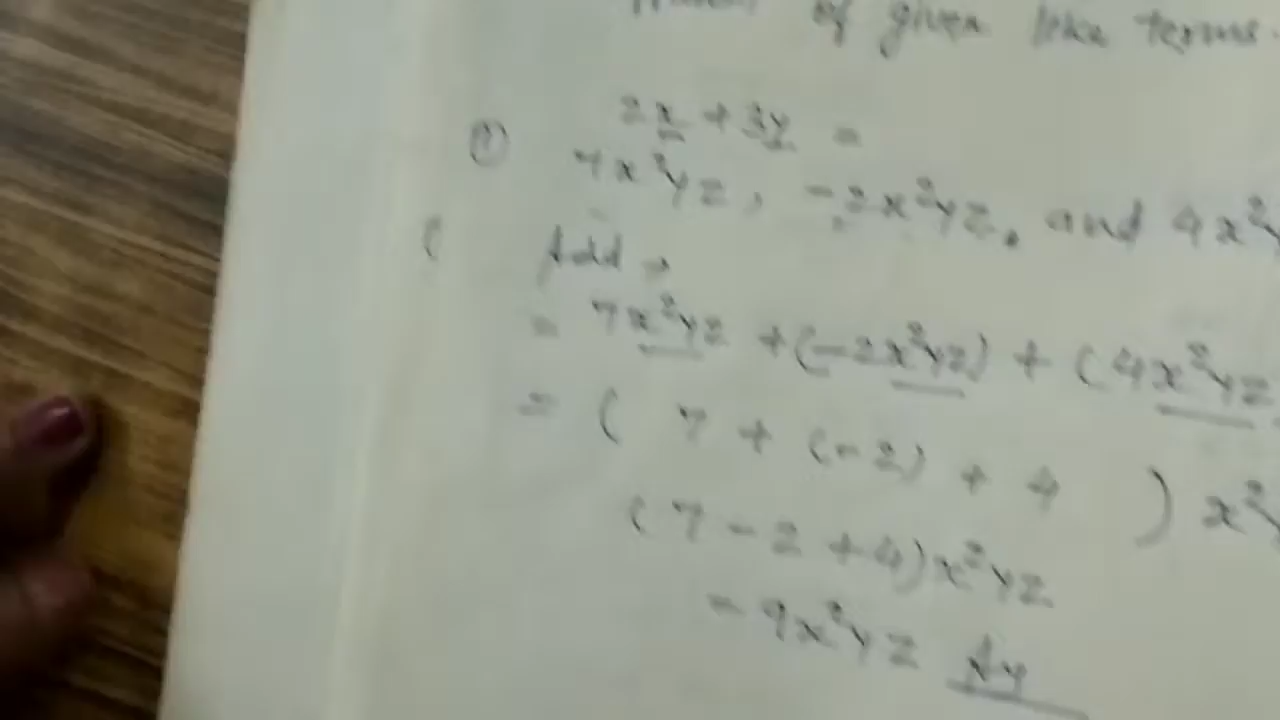 of given like terms.
2x + 3y =
① 7x²yz, -2x²yz, and 4x²y
Add →
= 7x²yz + (-2x²yz) + (4x²yz
= ( 7 + (-2) + 4 ) x²y
(7 - 2 + 4) x²yz
= 9x²yz